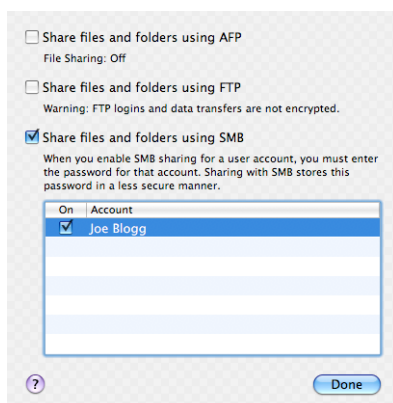 Share files and folders using AFP
File Sharing: Off
Share files and folders using FTP
Warning: FTP logins and data transfers are not encrypted.
Share files and folders using SMB
When you enable SMB sharing for a user account, you must enter
the password for that account. Sharing with SMB stores this
password in a less secure manner.
On Account
Joe Blogg
? Done